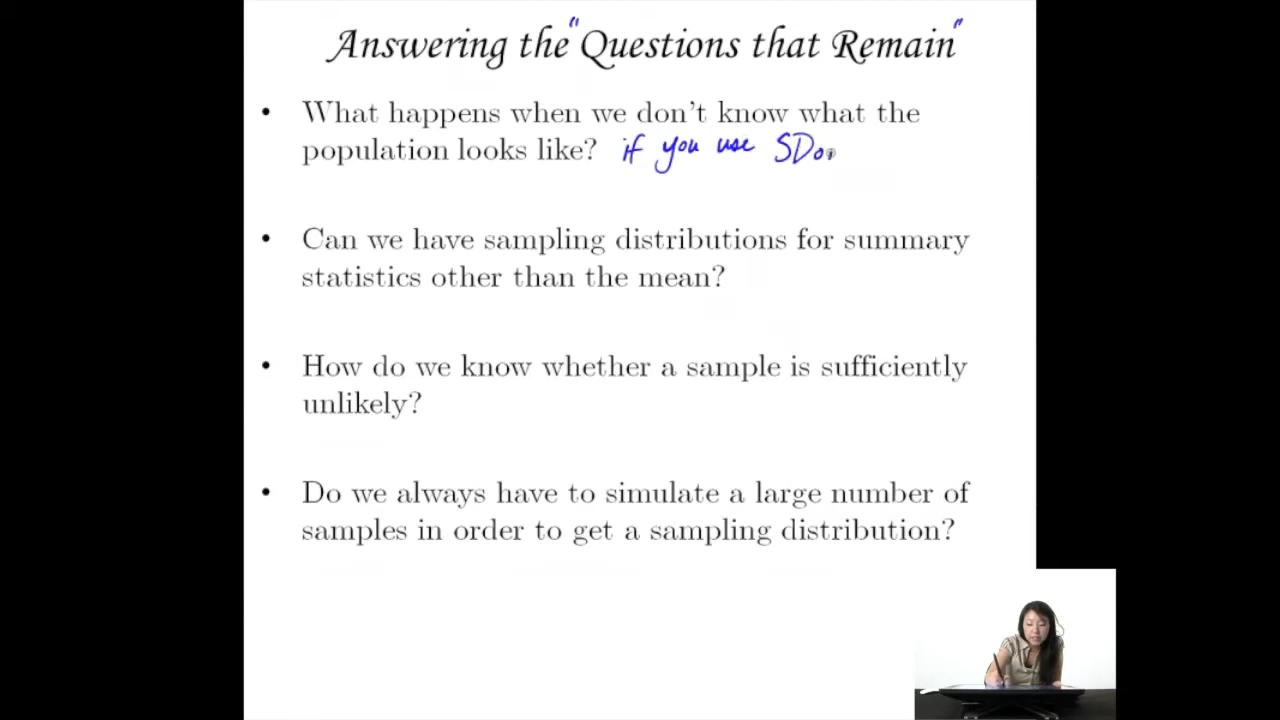 Answering the "Questions that Remain"
• What happens when we don't know what the
population looks like? if you use SDo
• Can we have sampling distributions for summary
statistics other than the mean?
• How do we know whether a sample is sufficiently
unlikely?
• Do we always have to simulate a large number of
samples in order to get a sampling distribution?